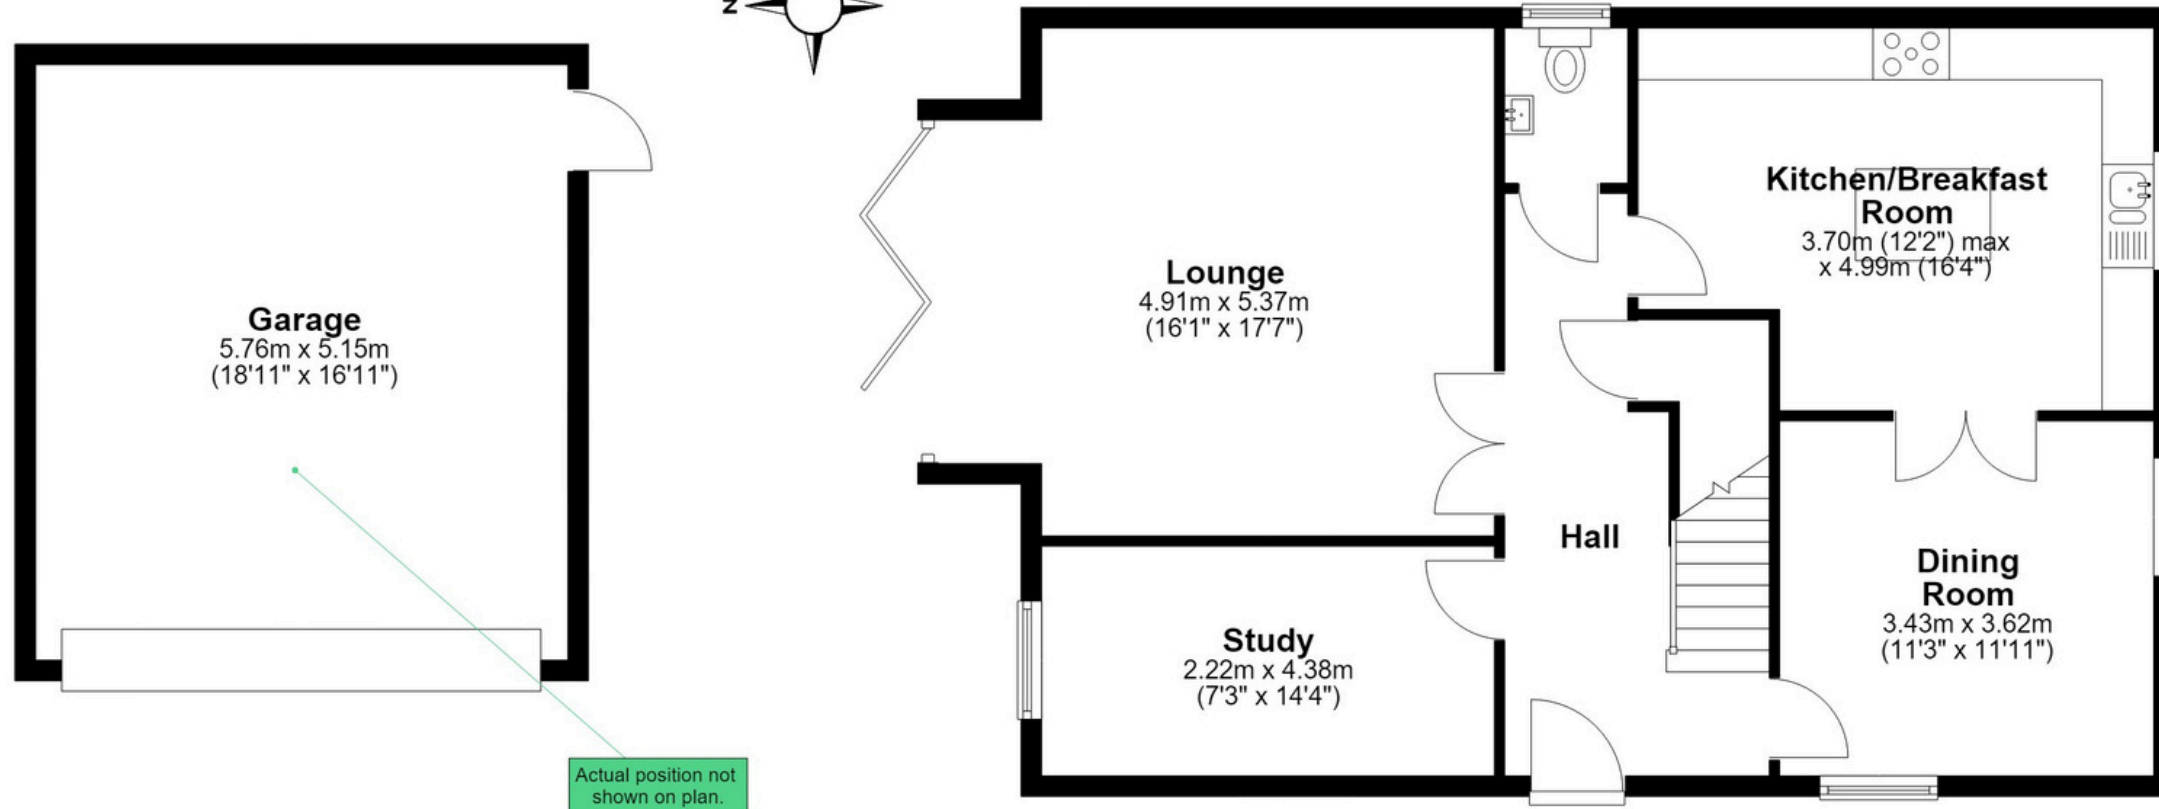 N
Garage
5.76m x 5.15m
(18'11" x 16'11")
Actual position not
shown on plan.
Lounge
4.91m x 5.37m
(16'1" x 17'7")
Study
2.22m x 4.38m
(7'3" x 14'4")
Hall
Kitchen/Breakfast
Room
3.70m (12'2") max
x 4.99m (16'4")
Dining
Room
3.43m x 3.62m
(11'3" x 11'11")